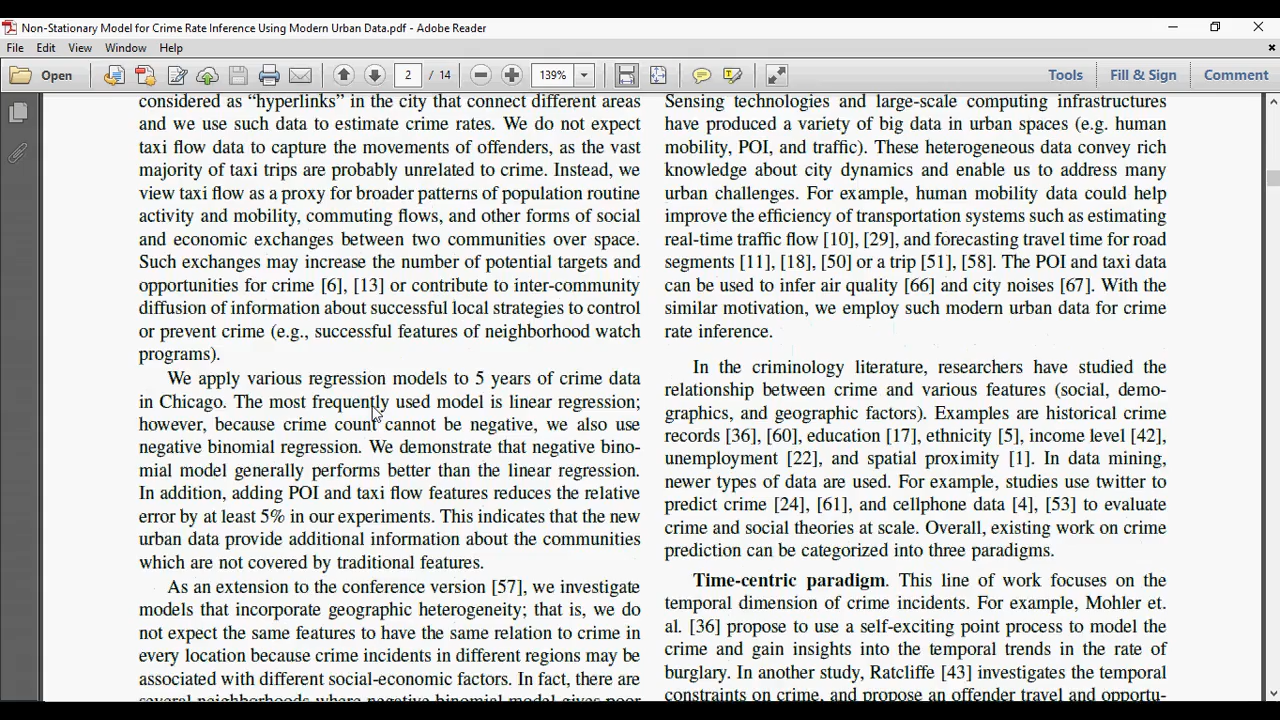 Non-Stationary Model for Crime Rate Inference Using Modern Urban Data.pdf - Adobe Reader
File Edit View Window Help
Open 2 / 14 139% Tools Fill & Sign Comment
considered as “hyperlinks” in the city that connect different areas
and we use such data to estimate crime rates. We do not expect
taxi flow data to capture the movements of offenders, as the vast
majority of taxi trips are probably unrelated to crime. Instead, we
view taxi flow as a proxy for broader patterns of population routine
activity and mobility, commuting flows, and other forms of social
and economic exchanges between two communities over space.
Such exchanges may increase the number of potential targets and
opportunities for crime [6], [13] or contribute to inter-community
diffusion of information about successful local strategies to control
or prevent crime (e.g., successful features of neighborhood watch
programs).
We apply various regression models to 5 years of crime data
in Chicago. The most frequently used model is linear regression;
however, because crime count cannot be negative, we also use
negative binomial regression. We demonstrate that negative bino-
mial model generally performs better than the linear regression.
In addition, adding POI and taxi flow features reduces the relative
error by at least 5% in our experiments. This indicates that the new
urban data provide additional information about the communities
which are not covered by traditional features.
As an extension to the conference version [57], we investigate
models that incorporate geographic heterogeneity; that is, we do
not expect the same features to have the same relation to crime in
every location because crime incidents in different regions may be
associated with different social-economic factors. In fact, there are
several neighborhoods where negative binomial model gives poor
Sensing technologies and large-scale computing infrastructures
have produced a variety of big data in urban spaces (e.g. human
mobility, POI, and traffic). These heterogeneous data convey rich
knowledge about city dynamics and enable us to address many
urban challenges. For example, human mobility data could help
improve the efficiency of transportation systems such as estimating
real-time traffic flow [10], [29], and forecasting travel time for road
segments [11], [18], [50] or a trip [51], [58]. The POI and taxi data
can be used to infer air quality [66] and city noises [67]. With the
similar motivation, we employ such modern urban data for crime
rate inference.
In the criminology literature, researchers have studied the
relationship between crime and various features (social, demo-
graphics, and geographic factors). Examples are historical crime
records [36], [60], education [17], ethnicity [5], income level [42],
unemployment [22], and spatial proximity [1]. In data mining,
newer types of data are used. For example, studies use twitter to
predict crime [24], [61], and cellphone data [4], [53] to evaluate
crime and social theories at scale. Overall, existing work on crime
prediction can be categorized into three paradigms.
Time-centric paradigm. This line of work focuses on the
temporal dimension of crime incidents. For example, Mohler et.
al. [36] propose to use a self-exciting point process to model the
crime and gain insights into the temporal trends in the rate of
burglary. In another study, Ratcliffe [43] investigates the temporal
constraints on crime, and propose an offender travel and opportu-